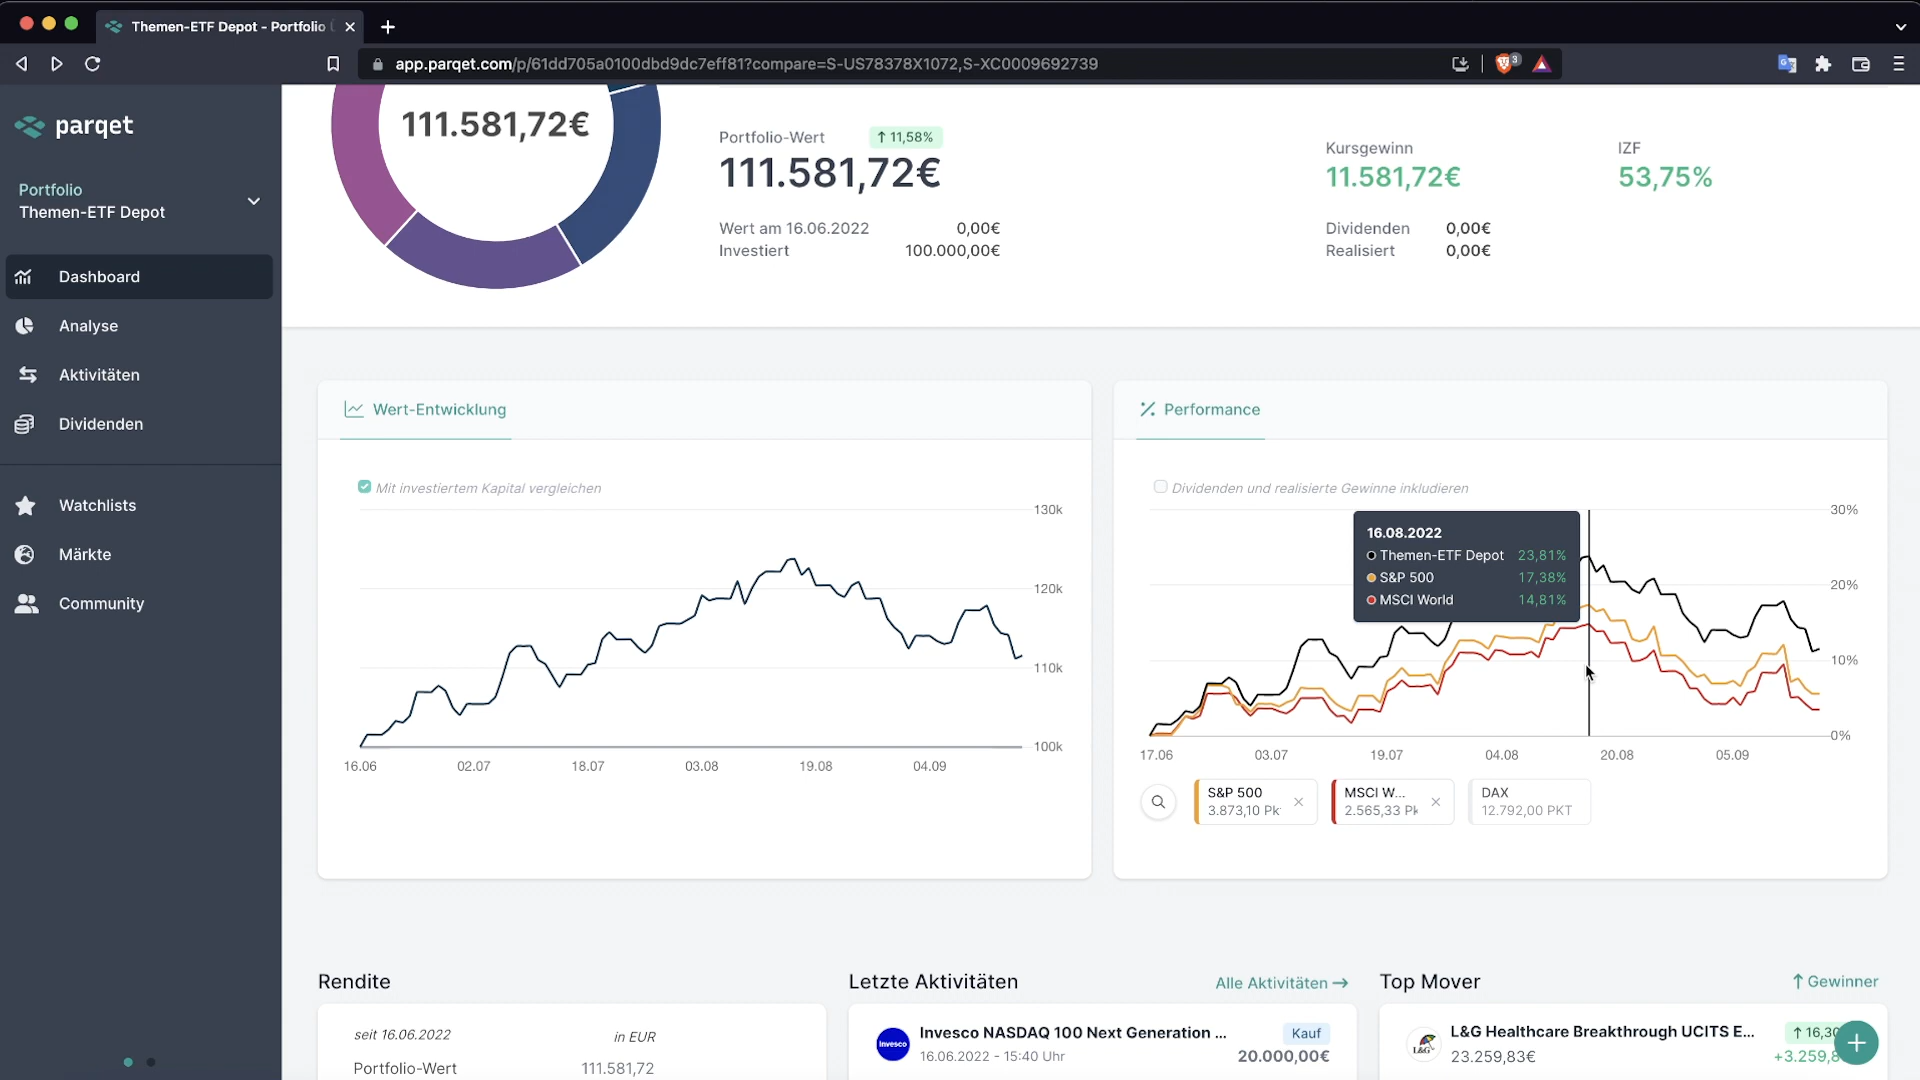 Themen-ETF Depot - Portfolio
app.parqet.com/p/61dd705a0100dbd9dc7eff81?compare=S-US78378X1072,S-XC0009692739
3
parqet
Portfolio
Themen-ETF Depot
Dashboard
Analyse
Aktivitäten
Dividenden
Watchlists
Märkte
Community
111.581,72€
Portfolio-Wert ↑ 11,58%
111.581,72€
Wert am 16.06.2022 0,00€
Investiert 100.000,00€
Kursgewinn
11.581,72€
IZF
53,75%
Dividenden 0,00€
Realisiert 0,00€
Wert-Entwicklung
Mit investiertem Kapital vergleichen
130k
120k
110k
100k
16.06 02.07 18.07 03.08 19.08 04.09
Performance
Dividenden und realisierte Gewinne inkludieren
16.08.2022
Themen-ETF Depot 23,81%
S&P 500 17,38%
MSCI World 14,81%
30%
20%
10%
0%
17.06 03.07 19.07 04.08 20.08 05.09
S&P 500
3.873,10 Pk
MSCI W...
2.565,33 Pk
DAX
12.792,00 PKT
Rendite
seit 16.06.2022 in EUR
Portfolio-Wert 111.581,72
Letzte Aktivitäten Alle Aktivitäten →
Invesco
Invesco NASDAQ 100 Next Generation ... Kauf
16.06.2022 - 15:40 Uhr 20.000,00€
Top Mover ↑ Gewinner
L&G
L&G Healthcare Breakthrough UCITS E... ↑ 16,30
23.259,83€ +3.259,8